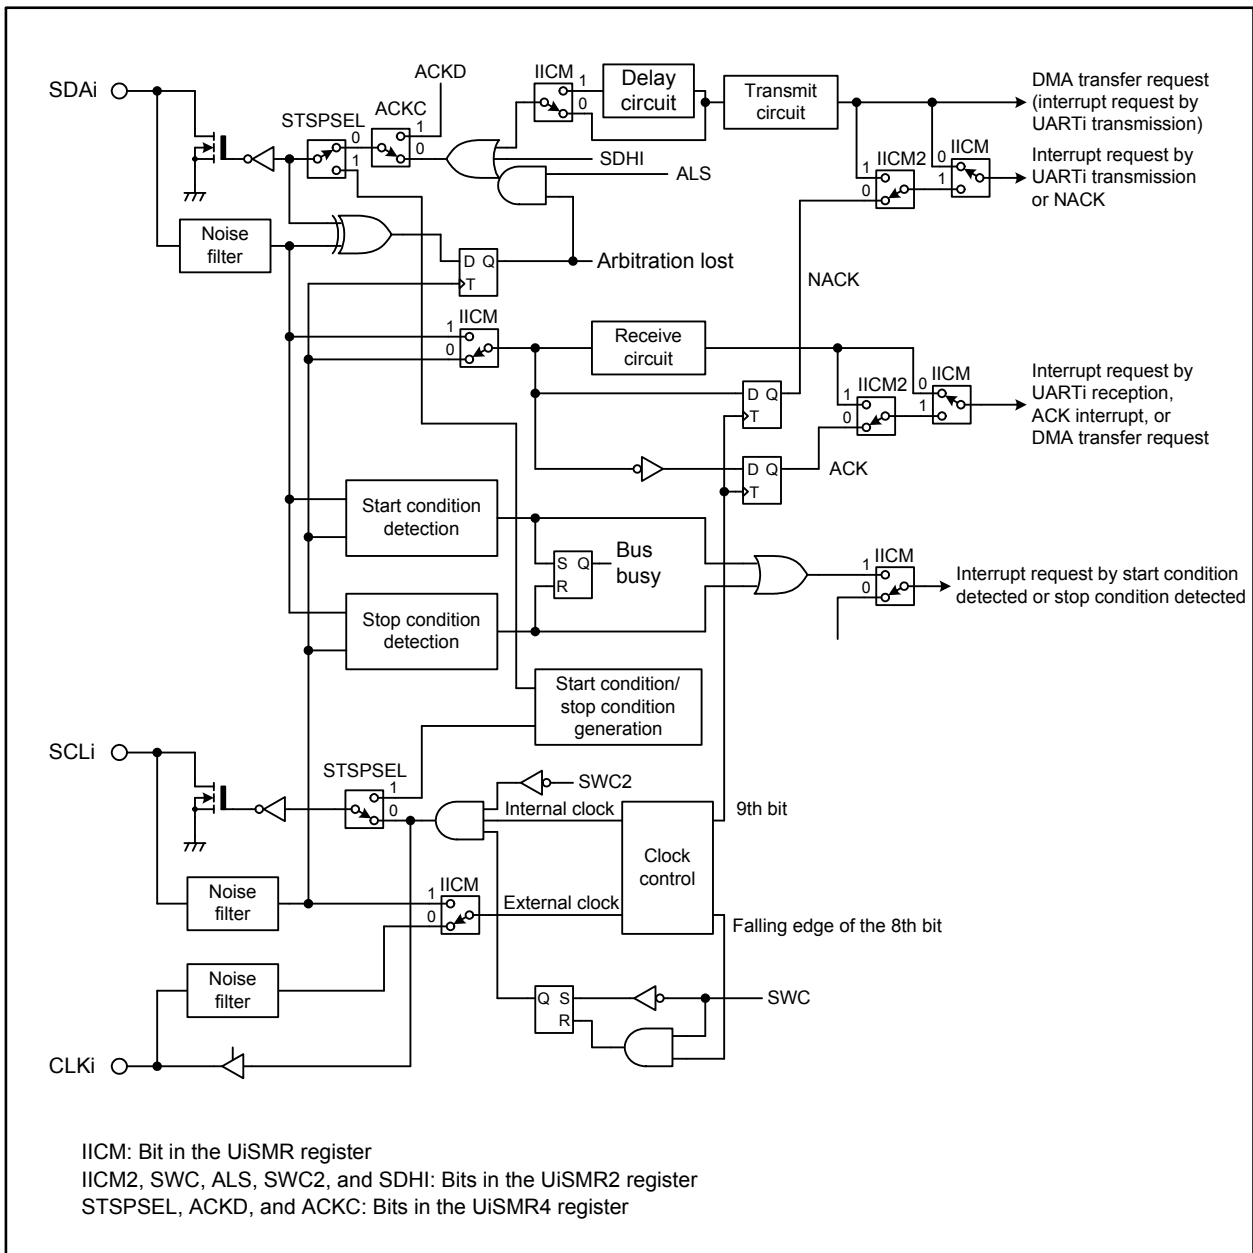 SDAi
STSPSEL
0
1
ACKC
ACKD
1
0
IICM
1
0
Delay
circuit
Transmit
circuit
SDHI
ALS
IICM2
1
0
IICM
0
1
DMA transfer request
(interrupt request by
UARTi transmission)
Interrupt request by
UARTi transmission
or NACK
Noise
filter
D Q
T
Arbitration lost
NACK
IICM
1
0
Receive
circuit
D Q
T
IICM2
1
0
IICM
0
1
Interrupt request by
UARTi reception,
ACK interrupt, or
DMA transfer request
D Q
T
ACK
Start condition
detection
S Q
R
Bus
busy
IICM
1
0
Interrupt request by start condition
detected or stop condition detected
Stop condition
detection
Start condition/
stop condition
generation
SCLi
STSPSEL
1
0
SWC2
Internal clock
9th bit
Clock
control
Noise
filter
IICM
1
0
External clock
Falling edge of the 8th bit
Noise
filter
Q S
R
SWC
CLKi
IICM: Bit in the UiSMR register
IICM2, SWC, ALS, SWC2, and SDHI: Bits in the UiSMR2 register
STSPSEL, ACKD, and ACKC: Bits in the UiSMR4 register